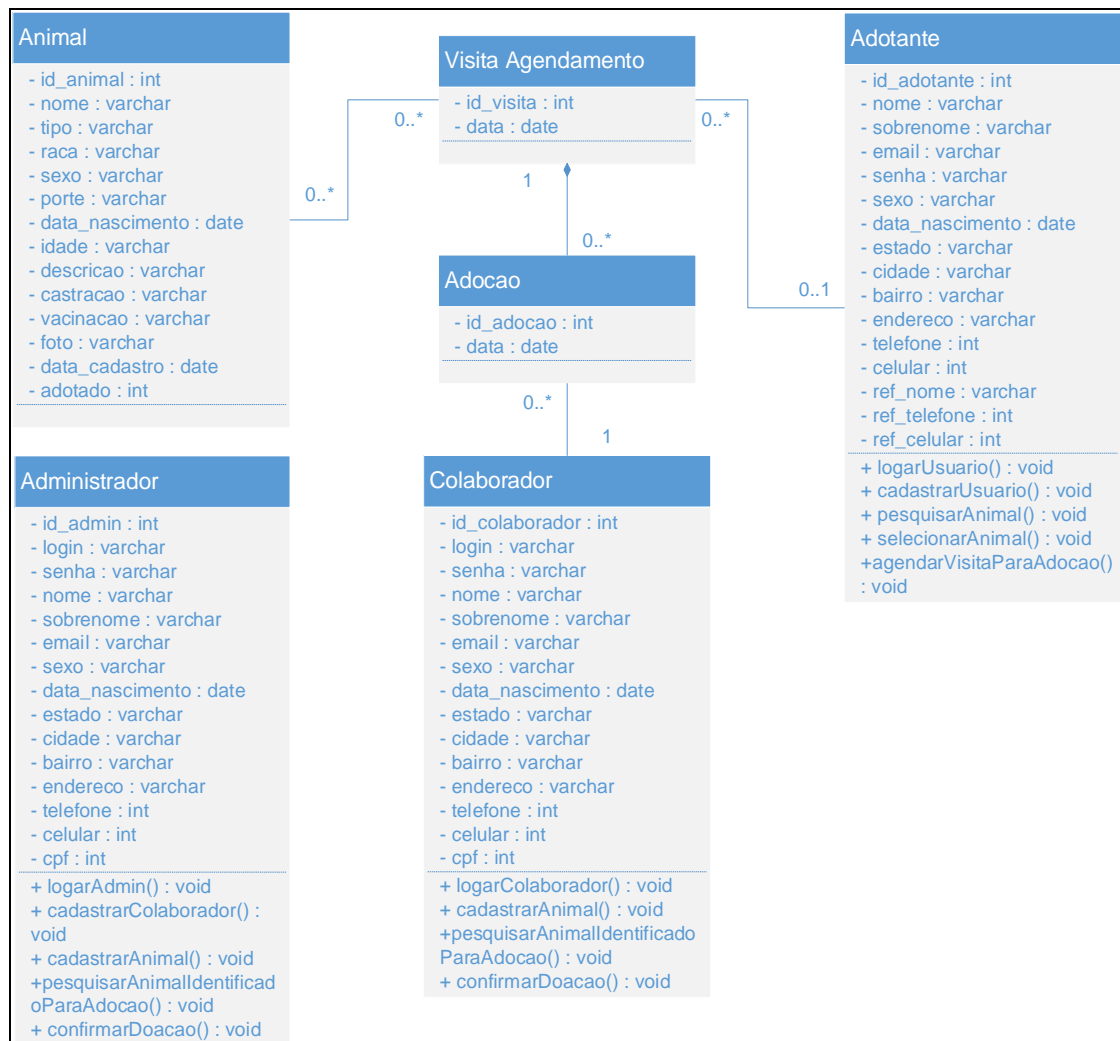 Animal
- id_animal : int
- nome : varchar
- tipo : varchar
- raca : varchar
- sexo : varchar
- porte : varchar
- data_nascimento : date
- idade : varchar
- descricao : varchar
- castracao : varchar
- vacinacao : varchar
- foto : varchar
- data_cadastro : date
- adotado : int
0..*
0..*
Visita Agendamento
- id_visita : int
- data : date
0..*
0..1
1
0..*
Adocao
- id_adocao : int
- data : date
0..*
1
Adotante
- id_adotante : int
- nome : varchar
- sobrenome : varchar
- email : varchar
- senha : varchar
- sexo : varchar
- data_nascimento : date
- estado : varchar
- cidade : varchar
- bairro : varchar
- endereco : varchar
- telefone : int
- celular : int
- ref_nome : varchar
- ref_telefone : int
- ref_celular : int
+ logarUsuario() : void
+ cadastrarUsuario() : void
+ pesquisarAnimal() : void
+ selecionarAnimal() : void
+agendarVisitaParaAdocao()
: void
Administrador
- id_admin : int
- login : varchar
- senha : varchar
- nome : varchar
- sobrenome : varchar
- email : varchar
- sexo : varchar
- data_nascimento : date
- estado : varchar
- cidade : varchar
- bairro : varchar
- endereco : varchar
- telefone : int
- celular : int
- cpf : int
+ logarAdmin() : void
+ cadastrarColaborador() :
void
+ cadastrarAnimal() : void
+pesquisarAnimalIdentificad
oParaAdocao() : void
+ confirmarDoacao() : void
Colaborador
- id_colaborador : int
- login : varchar
- senha : varchar
- nome : varchar
- sobrenome : varchar
- email : varchar
- sexo : varchar
- data_nascimento : date
- estado : varchar
- cidade : varchar
- bairro : varchar
- endereco : varchar
- telefone : int
- celular : int
- cpf : int
+ logarColaborador() : void
+ cadastrarAnimal() : void
+pesquisarAnimalIdentificado
ParaAdocao() : void
+ confirmarDoacao() : void